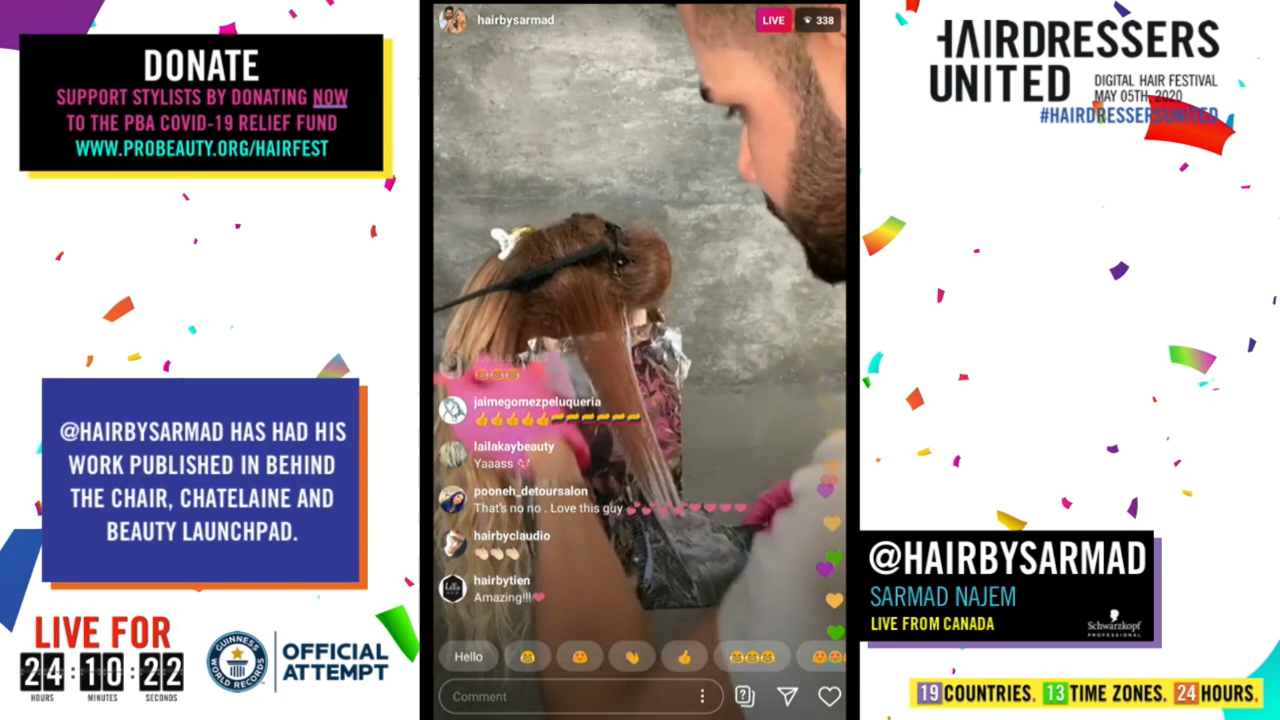 DONATE
SUPPORT STYLISTS BY DONATING NOW
TO THE PBA COVID-19 RELIEF FUND
WWW.PROBEAUTY.ORG/HAIRFEST
@HAIRBYSARMAD HAS HAD HIS
WORK PUBLISHED IN BEHIND
THE CHAIR, CHATELAINE AND
BEAUTY LAUNCHPAD.
LIVE FOR
24:10:22
HOURS MINUTES SECONDS
GUINNESS WORLD RECORDS
OFFICIAL
ATTEMPT
hairbysarmad
LIVE 338
😂😂😂
jaimegomezpeluqueria
👍👍👍👍👍🏳️‍🌈🏳️‍🌈🏳️‍🌈🏳️‍🌈🏳️‍🌈🏳️‍🌈
lailakaybeauty
Yaaass
pooneh_detoursalon
That's no no . Love this guy
hairbyclaudio
👏🏻👏🏻👏🏻
hairbytien
Amazing!!!❤️
Hello
Comment
HAIRDRESSERS
UNITED
DIGITAL HAIR FESTIVAL
MAY 05TH, 2020
#HAIRDRESSERSUNITED
@HAIRBYSARMAD
SARMAD NAJEM
LIVE FROM CANADA
Schwarzkopf
PROFESSIONAL
19 COUNTRIES. 13 TIME ZONES. 24 HOURS.